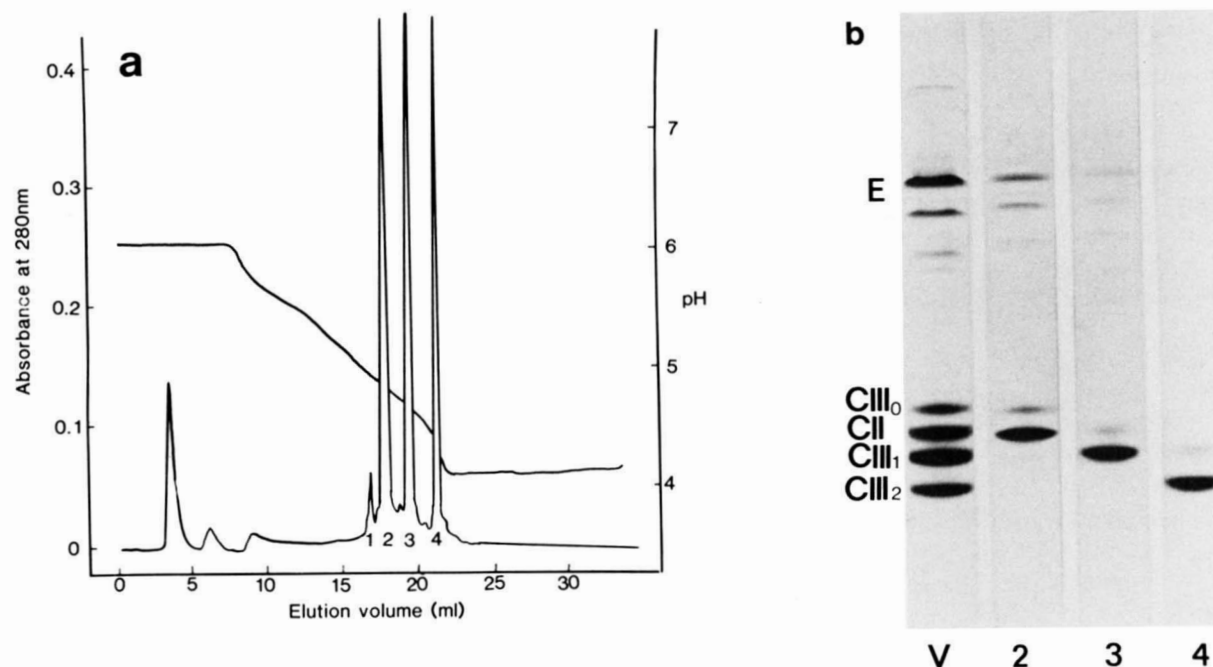 a
Absorbance at 280nm
0.4
0.3
0.2
0.1
0
7
6
5
4
pH
1 2 3 4
0 5 10 15 20 25 30
Elution volume (ml)
b
E
CIII0
CII
CIII1
CIII2
V 2 3 4